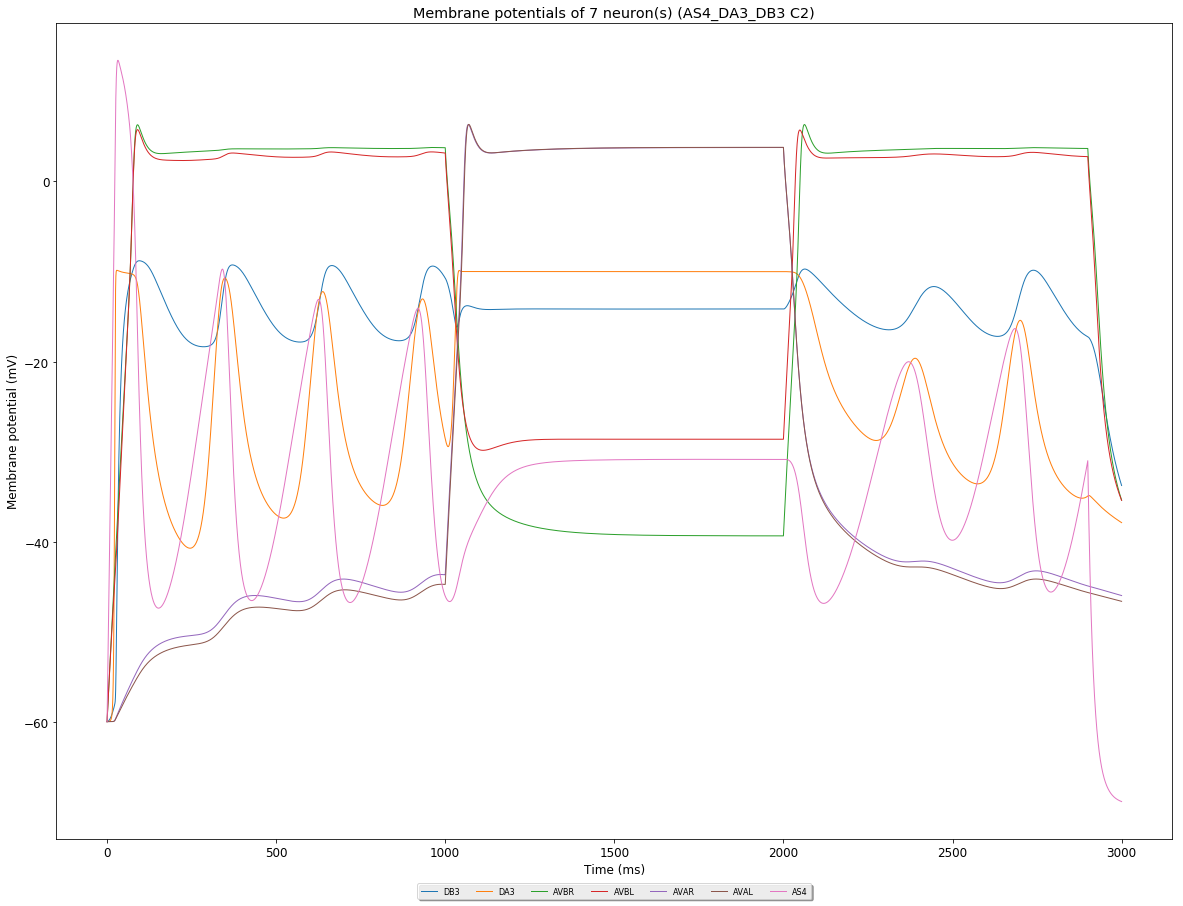 Membrane potentials of 7 neuron(s) (AS4_DA3_DB3 C2)
Membrane potential (mV)
0
−20
−40
−60
0 500 1000 1500 2000 2500 3000
Time (ms)
DB3 DA3 AVBR AVBL AVAR AVAL AS4